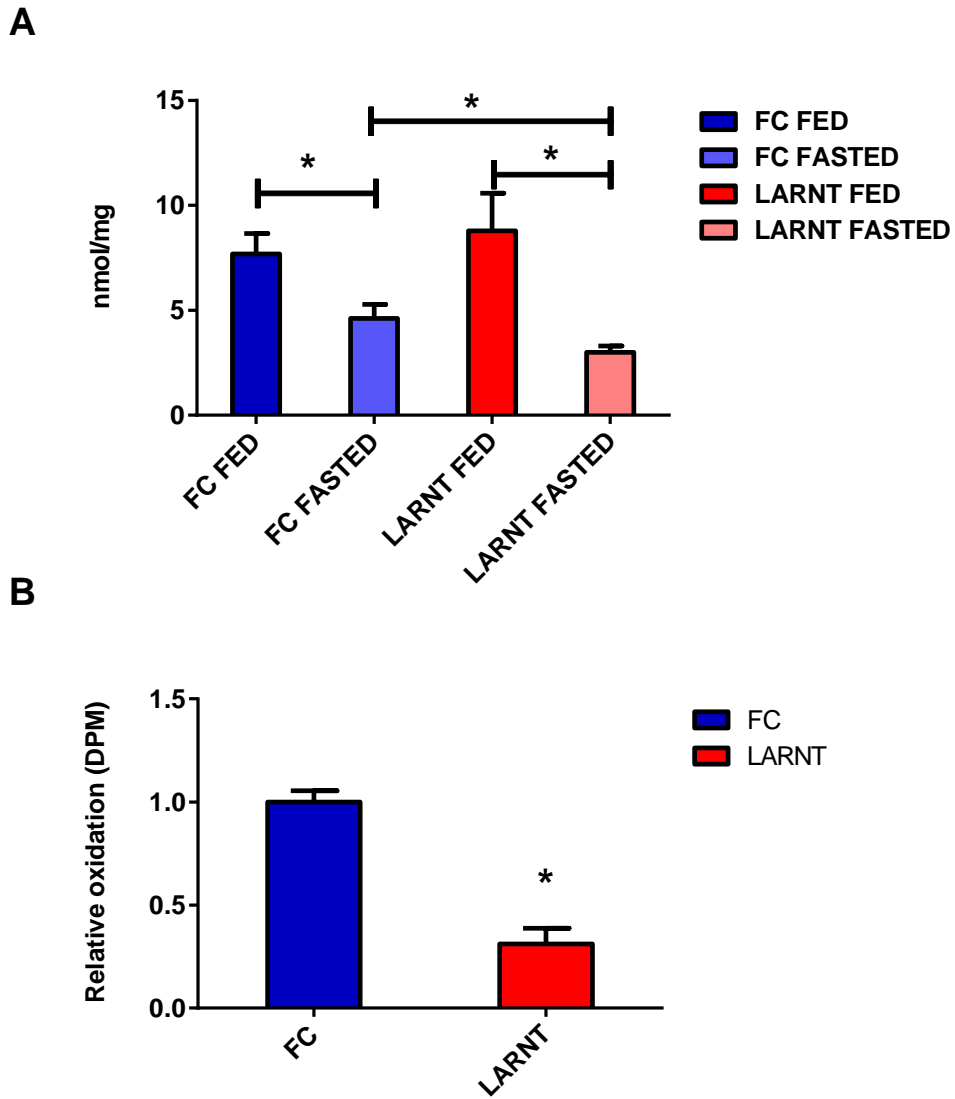 A
*
*
*
15
10
5
0
nmol/mg
FC FED
FC FASTED
LARNT FED
LARNT FASTED
FC FED
FC FASTED
LARNT FED
LARNT FASTED
B
1.5
1.0
0.5
0.0
Relative oxidation (DPM)
*
FC
LARNT
FC
LARNT